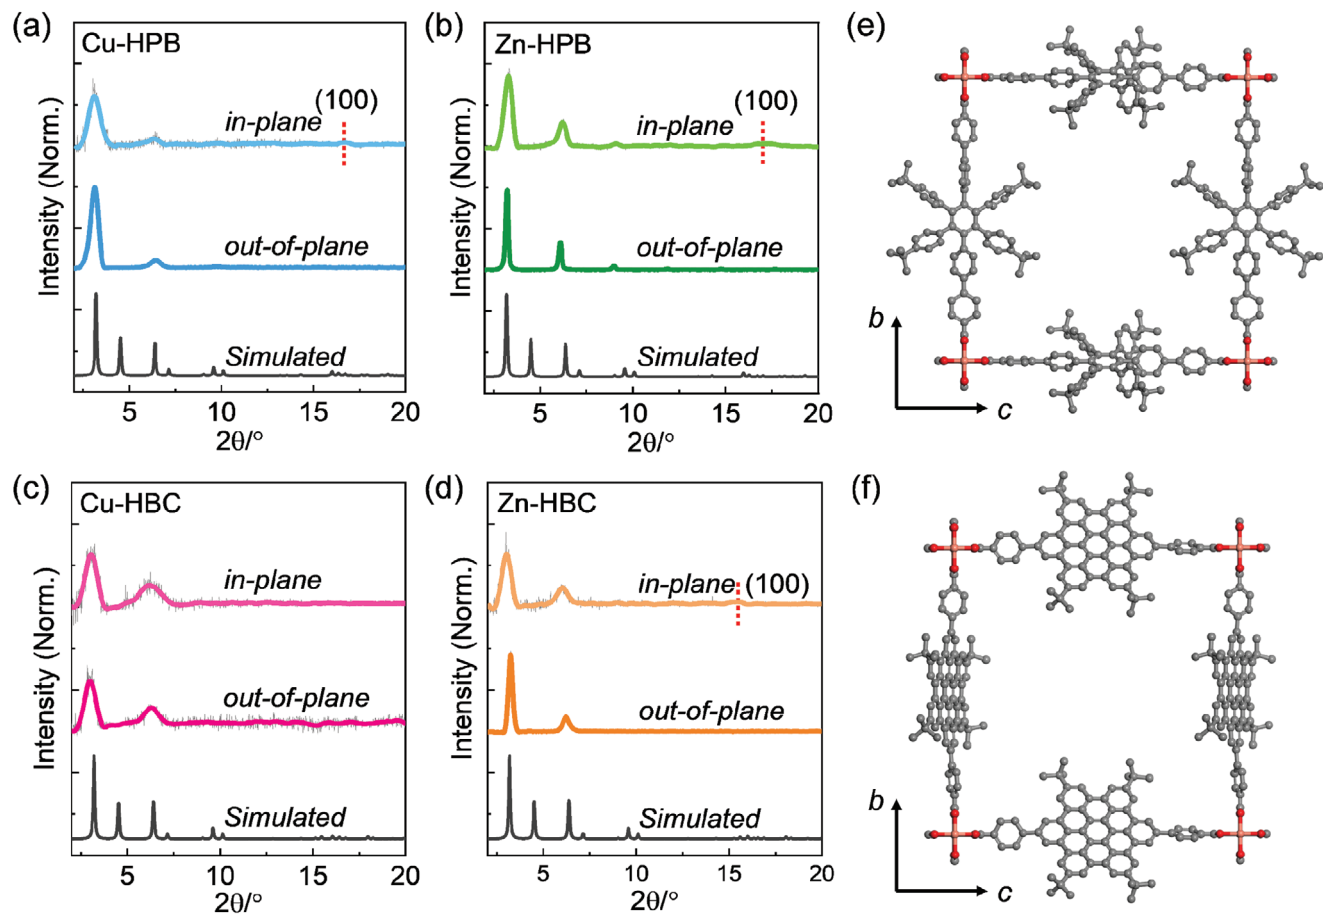 (a)
Cu-HPB
(100)
in-plane
out-of-plane
Simulated
Intensity (Norm.)
5
10
15
20
2θ/°
(b)
Zn-HPB
(100)
in-plane
out-of-plane
Simulated
Intensity (Norm.)
5
10
15
20
2θ/°
(e)
b
c
(c)
Cu-HBC
in-plane
out-of-plane
Simulated
Intensity (Norm.)
5
10
15
20
2θ/°
(d)
Zn-HBC
in-plane (100)
out-of-plane
Simulated
Intensity (Norm.)
5
10
15
20
2θ/°
(f)
b
c